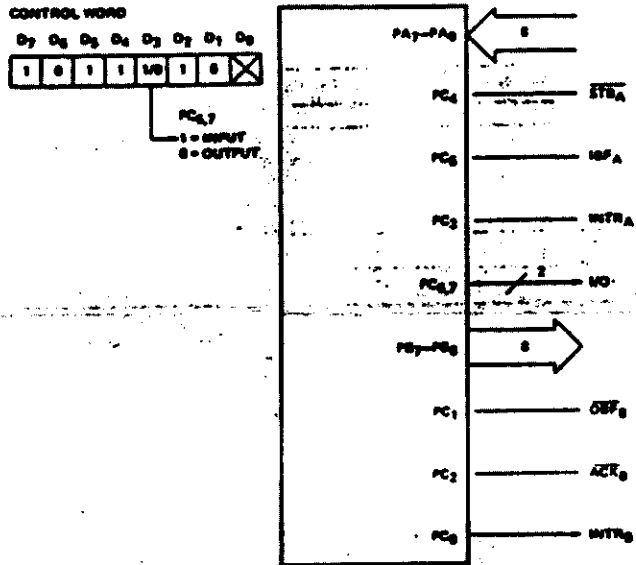 CONTROL WORD
D7 D6 D5 D4 D3 D2 D1 D0
1 0 1 1 1/0 1 0 X
PC6,7
1 = INPUT
0 = OUTPUT
PA7–PA0 8
PC4 STBA
PC5 IBFA
PC3 INTRA
PC6,7 2 I/O
PB7–PB0 8
PC1 OBFB
PC2 ACKB
PC0 INTRB